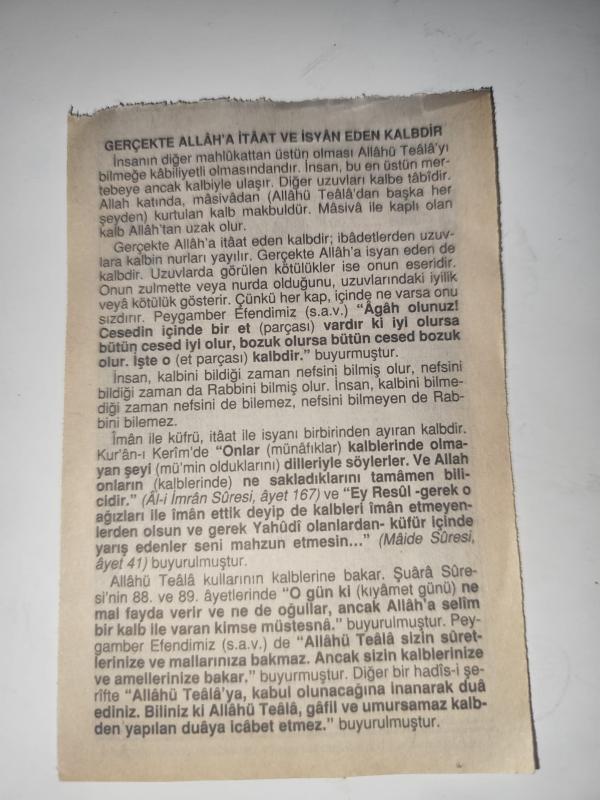 GERÇEKTE ALLÂH'A İTÂAT VE İSYÂN EDEN KALBDİR
İnsanın diğer mahlûkattan üstün olması Allâhü Teâlâ'yı
bilmeğe kâbiliyetli olmasındandır. İnsan, bu en üstün mer-
tebeye ancak kalbiyle ulaşır. Diğer uzuvları kalbe tâbîdir.
Allah katında, mâsivâdan (Allâhü Teâlâ'dan başka her
şeyden) kurtulan kalb makbuldür. Mâsivâ ile kaplı olan
kalb Allâh'tan uzak olur.
Gerçekte Allah'a itâat eden kalbdir; ibâdetlerden uzuv-
lara kalbin nurları yayılır. Gerçekte Allah'a isyan eden de
kalbdir. Uzuvlarda görülen kötülükler ise onun eseridir.
Onun zulmette veya nurda olduğunu, uzuvlarındaki iyilik
veyâ kötülük gösterir. Çünkü her kap, içinde ne varsa onu
sızdırır. Peygamber Efendimiz (s.a.v.) "Âgâh olunuz!
Cesedin içinde bir et (parçası) vardır ki iyi olursa
bütün cesed iyi olur, bozuk olursa bütün cesed bozuk
olur. İşte o (et parçası) kalbdir." buyurmuştur.
İnsan, kalbini bildiği zaman nefsini bilmiş olur, nefsini
bildiği zaman da Rabbini bilmiş olur. İnsan, kalbini bilme-
diği zaman nefsini de bilemez, nefsini bilmeyen de Rab-
bini bilemez.
Îmân ile küfrü, itâat ile isyanı birbirinden ayıran kalbdir.
Kur'ân-ı Kerîm'de "Onlar (münâfıklar) kalblerinde olma-
yan şeyi (mü'min olduklarını) dilleriyle söylerler. Ve Allah
onların (kalblerinde) ne sakladıklarını tamâmen bili-
cidir." (Âl-i İmrân Sûresi, âyet 167) ve "Ey Resûl -gerek o
ağızları ile îmân ettik deyip de kalbleri îmân etmeyen-
lerden olsun ve gerek Yahûdî olanlardan- küfür içinde
yarış edenler seni mahzun etmesin..." (Mâide Sûresi,
âyet 41) buyurulmuştur.
Allâhü Teâlâ kullarının kalblerine bakar. Şuârâ Sûre-
si'nin 88. ve 89. âyetlerinde "O gün ki (kıyâmet günü) ne
mal fayda verir ve ne de oğullar, ancak Allah'a selîm
bir kalb ile varan kimse müstesnâ." buyurulmuştur. Pey-
gamber Efendimiz (s.a.v.) de "Allâhü Teâlâ sizin sûret-
lerinize ve mallarınıza bakmaz. Ancak sizin kalblerinize
ve amellerinize bakar." buyurmuştur. Diğer bir hadîs-i şe-
rîfte "Allâhü Teâlâ'ya, kabul olunacağına inanarak duâ
ediniz. Biliniz ki Allâhü Teâlâ, gâfil ve umursamaz kalb-
den yapılan duâya icâbet etmez." buyurulmuştur.